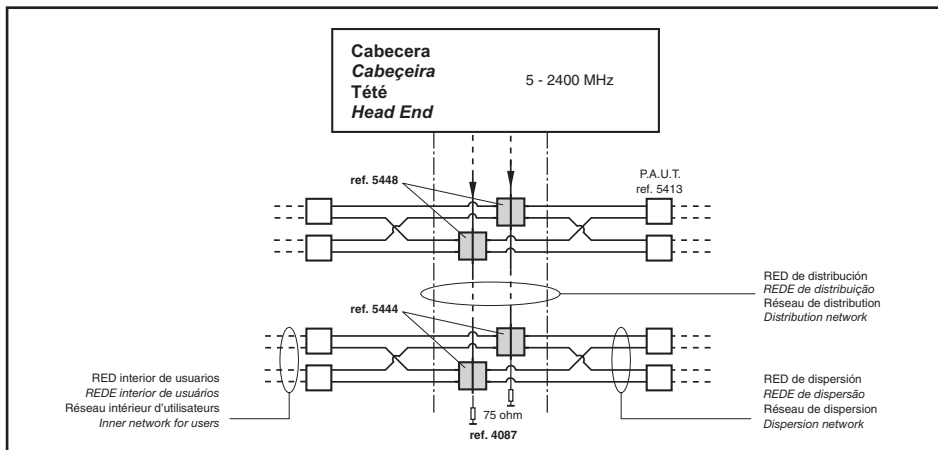 Cabecera
Cabeçeira
Tété
Head End
5 - 2400 MHz
ref. 5448
P.A.U.T.
ref. 5413
RED de distribución
REDE de distribuição
Réseau de distribution
Distribution network
ref. 5444
RED interior de usuarios
REDE interior de usuários
Réseau intérieur d'utilisateurs
Inner network for users
75 ohm
ref. 4087
RED de dispersión
REDE de dispersão
Réseau de dispersion
Dispersion network